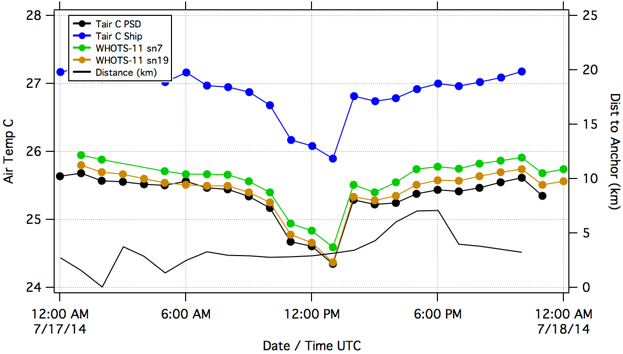 28
27
26
25
24
Air Temp C
Tair C PSD
Tair C Ship
WHOTS-11 sn7
WHOTS-11 sn19
Distance (km)
25
20
15
10
5
0
Dist to Anchor (km)
12:00 AM 6:00 AM 12:00 PM 6:00 PM 12:00 AM
7/17/14 7/18/14
Date / Time UTC